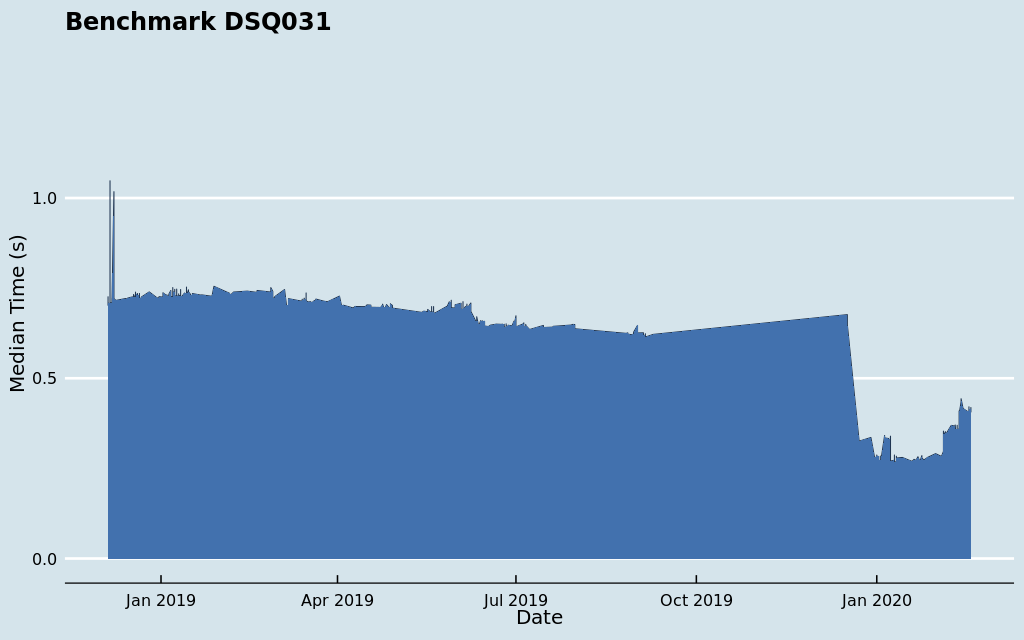 Benchmark DSQ031
1.0
0.5
0.0
Median Time (s)
Jan 2019
Apr 2019
Jul 2019
Oct 2019
Jan 2020
Date